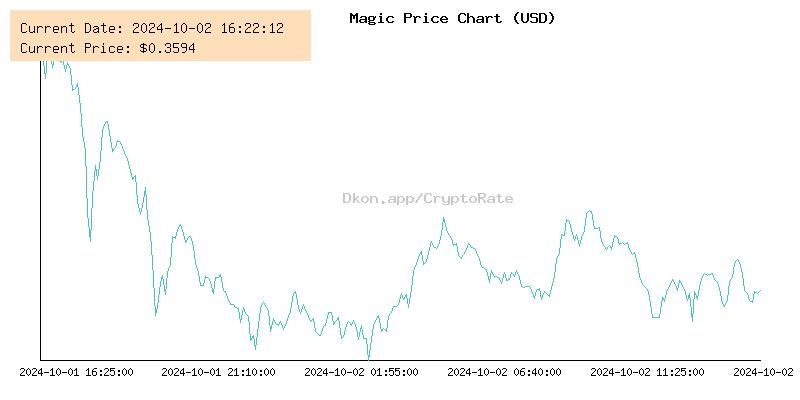 Magic Price Chart (USD)
Current Date: 2024-10-02 16:22:12
Current Price: $0.3594
Dkon.app/CryptoRate
2024-10-01 16:25:00 2024-10-01 21:10:00 2024-10-02 01:55:00 2024-10-02 06:40:00 2024-10-02 11:25:00 2024-10-02